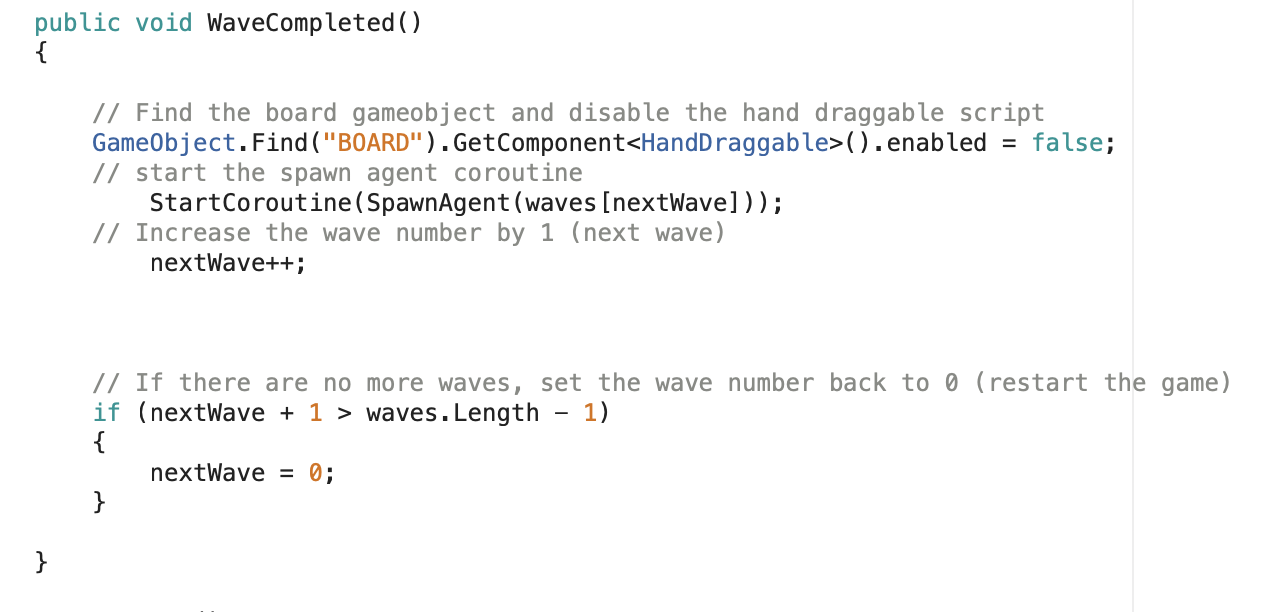 public void WaveCompleted()
{
// Find the board gameobject and disable the hand draggable script
GameObject.Find("BOARD").GetComponent<HandDraggable>().enabled = false;
// start the spawn agent coroutine
StartCoroutine(SpawnAgent(waves[nextWave]));
// Increase the wave number by 1 (next wave)
nextWave++;
// If there are no more waves, set the wave number back to 0 (restart the game)
if (nextWave + 1 > waves.Length – 1)
{
nextWave = 0;
}
}